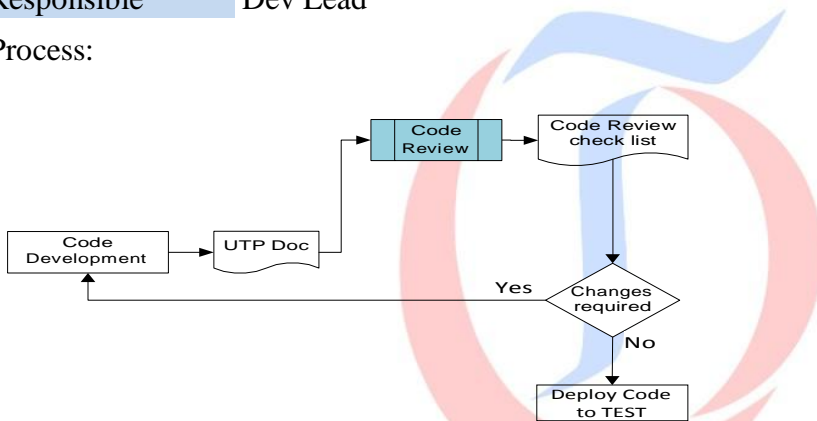 Responsible Dev Lead
Process:
Code
Review
Code Review
check list
Code
Development
UTP Doc
Yes
Changes
required
No
Deploy Code
to TEST